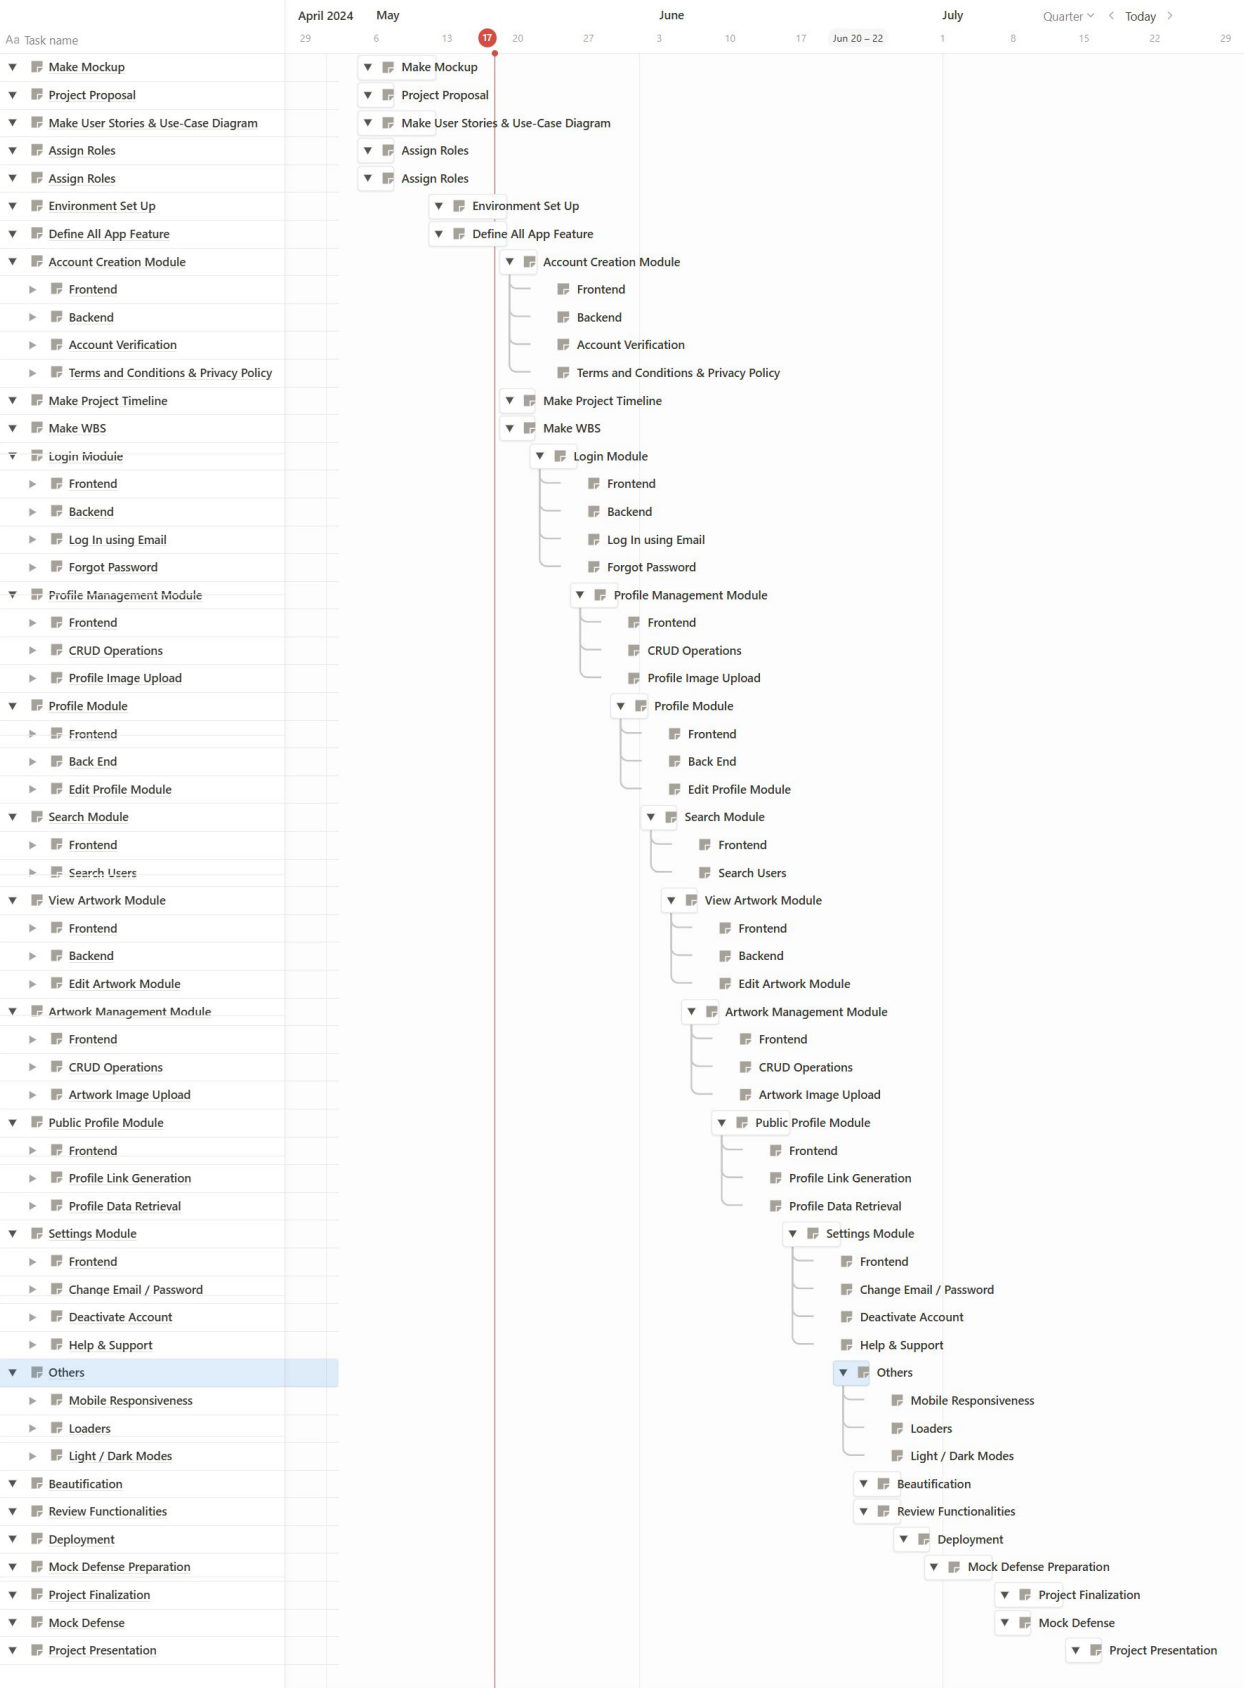 April 2024 May June July Quarter Today
Aa Task name 29 6 13 17 20 27 3 10 17 Jun 20 – 22 1 8 15 22 29
Make Mockup Make Mockup
Project Proposal Project Proposal
Make User Stories & Use-Case Diagram Make User Stories & Use-Case Diagram
Assign Roles Assign Roles
Assign Roles Assign Roles
Environment Set Up Environment Set Up
Define All App Feature Define All App Feature
Account Creation Module Account Creation Module
Frontend Frontend
Backend Backend
Account Verification Account Verification
Terms and Conditions & Privacy Policy Terms and Conditions & Privacy Policy
Make Project Timeline Make Project Timeline
Make WBS Make WBS
Login Module Login Module
Frontend Frontend
Backend Backend
Log In using Email Log In using Email
Forgot Password Forgot Password
Profile Management Module Profile Management Module
Frontend Frontend
CRUD Operations CRUD Operations
Profile Image Upload Profile Image Upload
Profile Module Profile Module
Frontend Frontend
Back End Back End
Edit Profile Module Edit Profile Module
Search Module Search Module
Frontend Frontend
Search Users Search Users
View Artwork Module View Artwork Module
Frontend Frontend
Backend Backend
Edit Artwork Module Edit Artwork Module
Artwork Management Module Artwork Management Module
Frontend Frontend
CRUD Operations CRUD Operations
Artwork Image Upload Artwork Image Upload
Public Profile Module Public Profile Module
Frontend Frontend
Profile Link Generation Profile Link Generation
Profile Data Retrieval Profile Data Retrieval
Settings Module Settings Module
Frontend Frontend
Change Email / Password Change Email / Password
Deactivate Account Deactivate Account
Help & Support Help & Support
Others Others
Mobile Responsiveness Mobile Responsiveness
Loaders Loaders
Light / Dark Modes Light / Dark Modes
Beautification Beautification
Review Functionalities Review Functionalities
Deployment Deployment
Mock Defense Preparation Mock Defense Preparation
Project Finalization Project Finalization
Mock Defense Mock Defense
Project Presentation Project Presentation